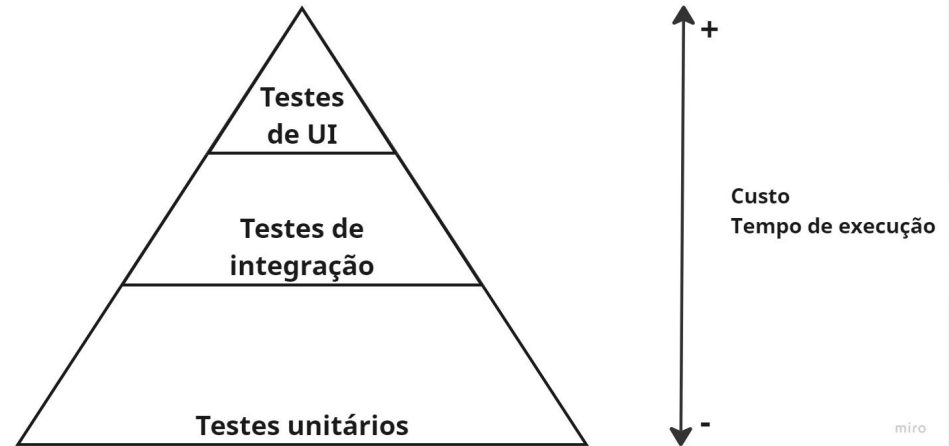 Testes
de UI
Testes de
integração
Testes unitários
+
Custo
Tempo de execução
-
miro